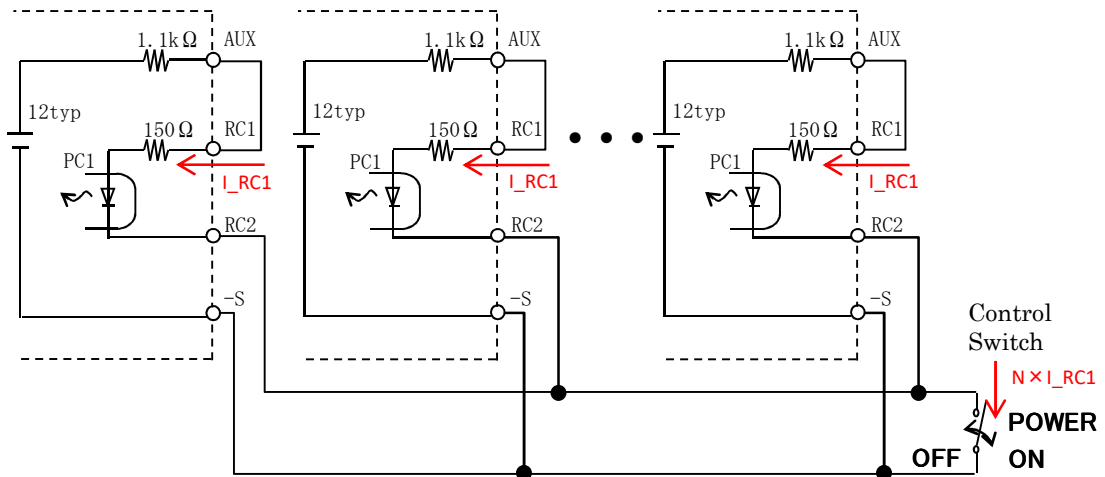 1.1kΩ AUX
12typ
150Ω RC1
PC1
I_RC1
RC2
-S
1.1kΩ AUX
12typ
150Ω RC1
PC1
I_RC1
RC2
-S
1.1kΩ AUX
12typ
150Ω RC1
PC1
I_RC1
RC2
-S
Control
Switch
N×I_RC1
POWER
OFF ON